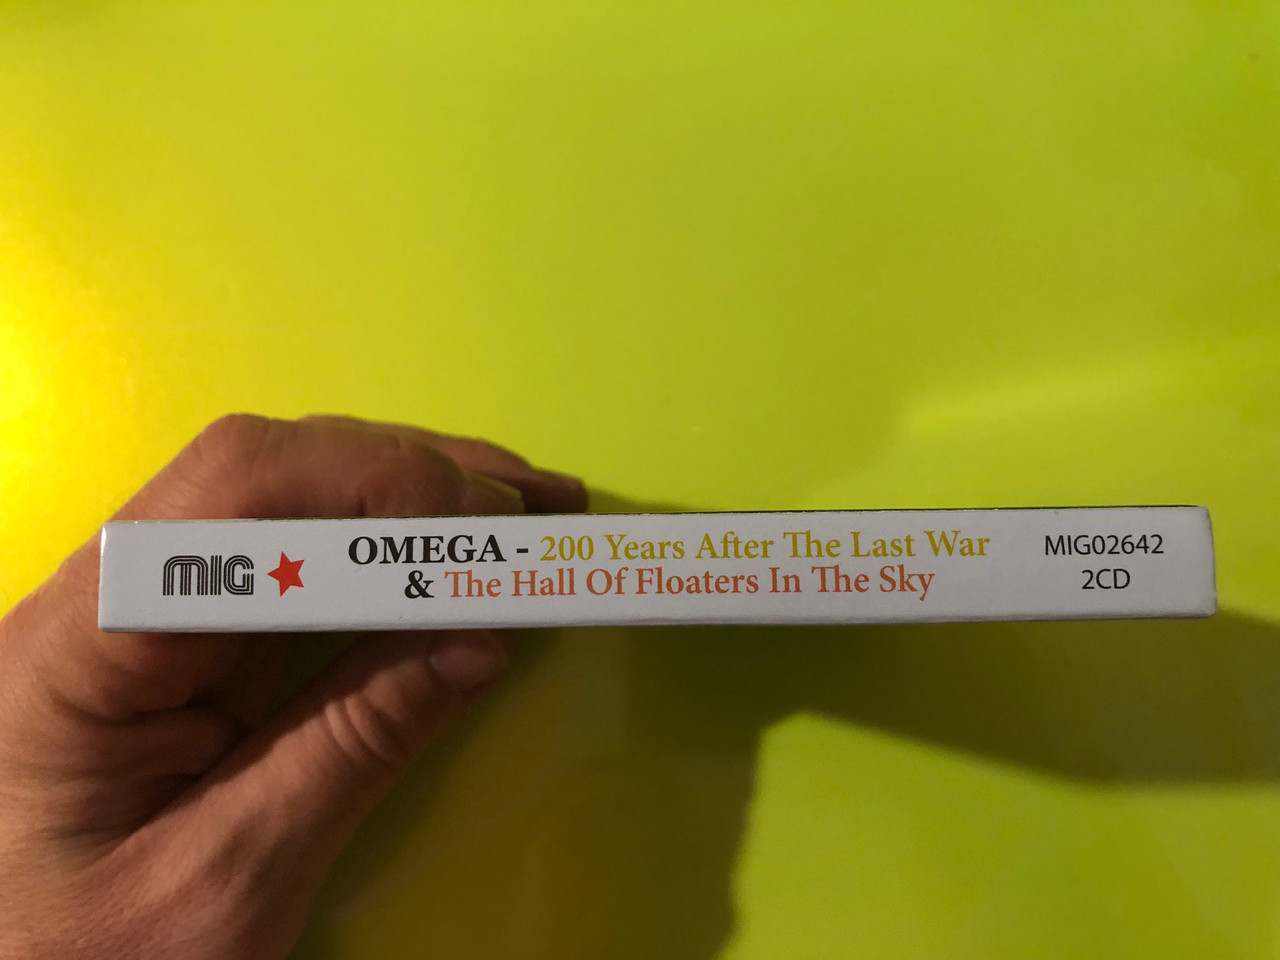 MIG
OMEGA - 200 Years After The Last War
& The Hall Of Floaters In The Sky
MIG02642
2CD